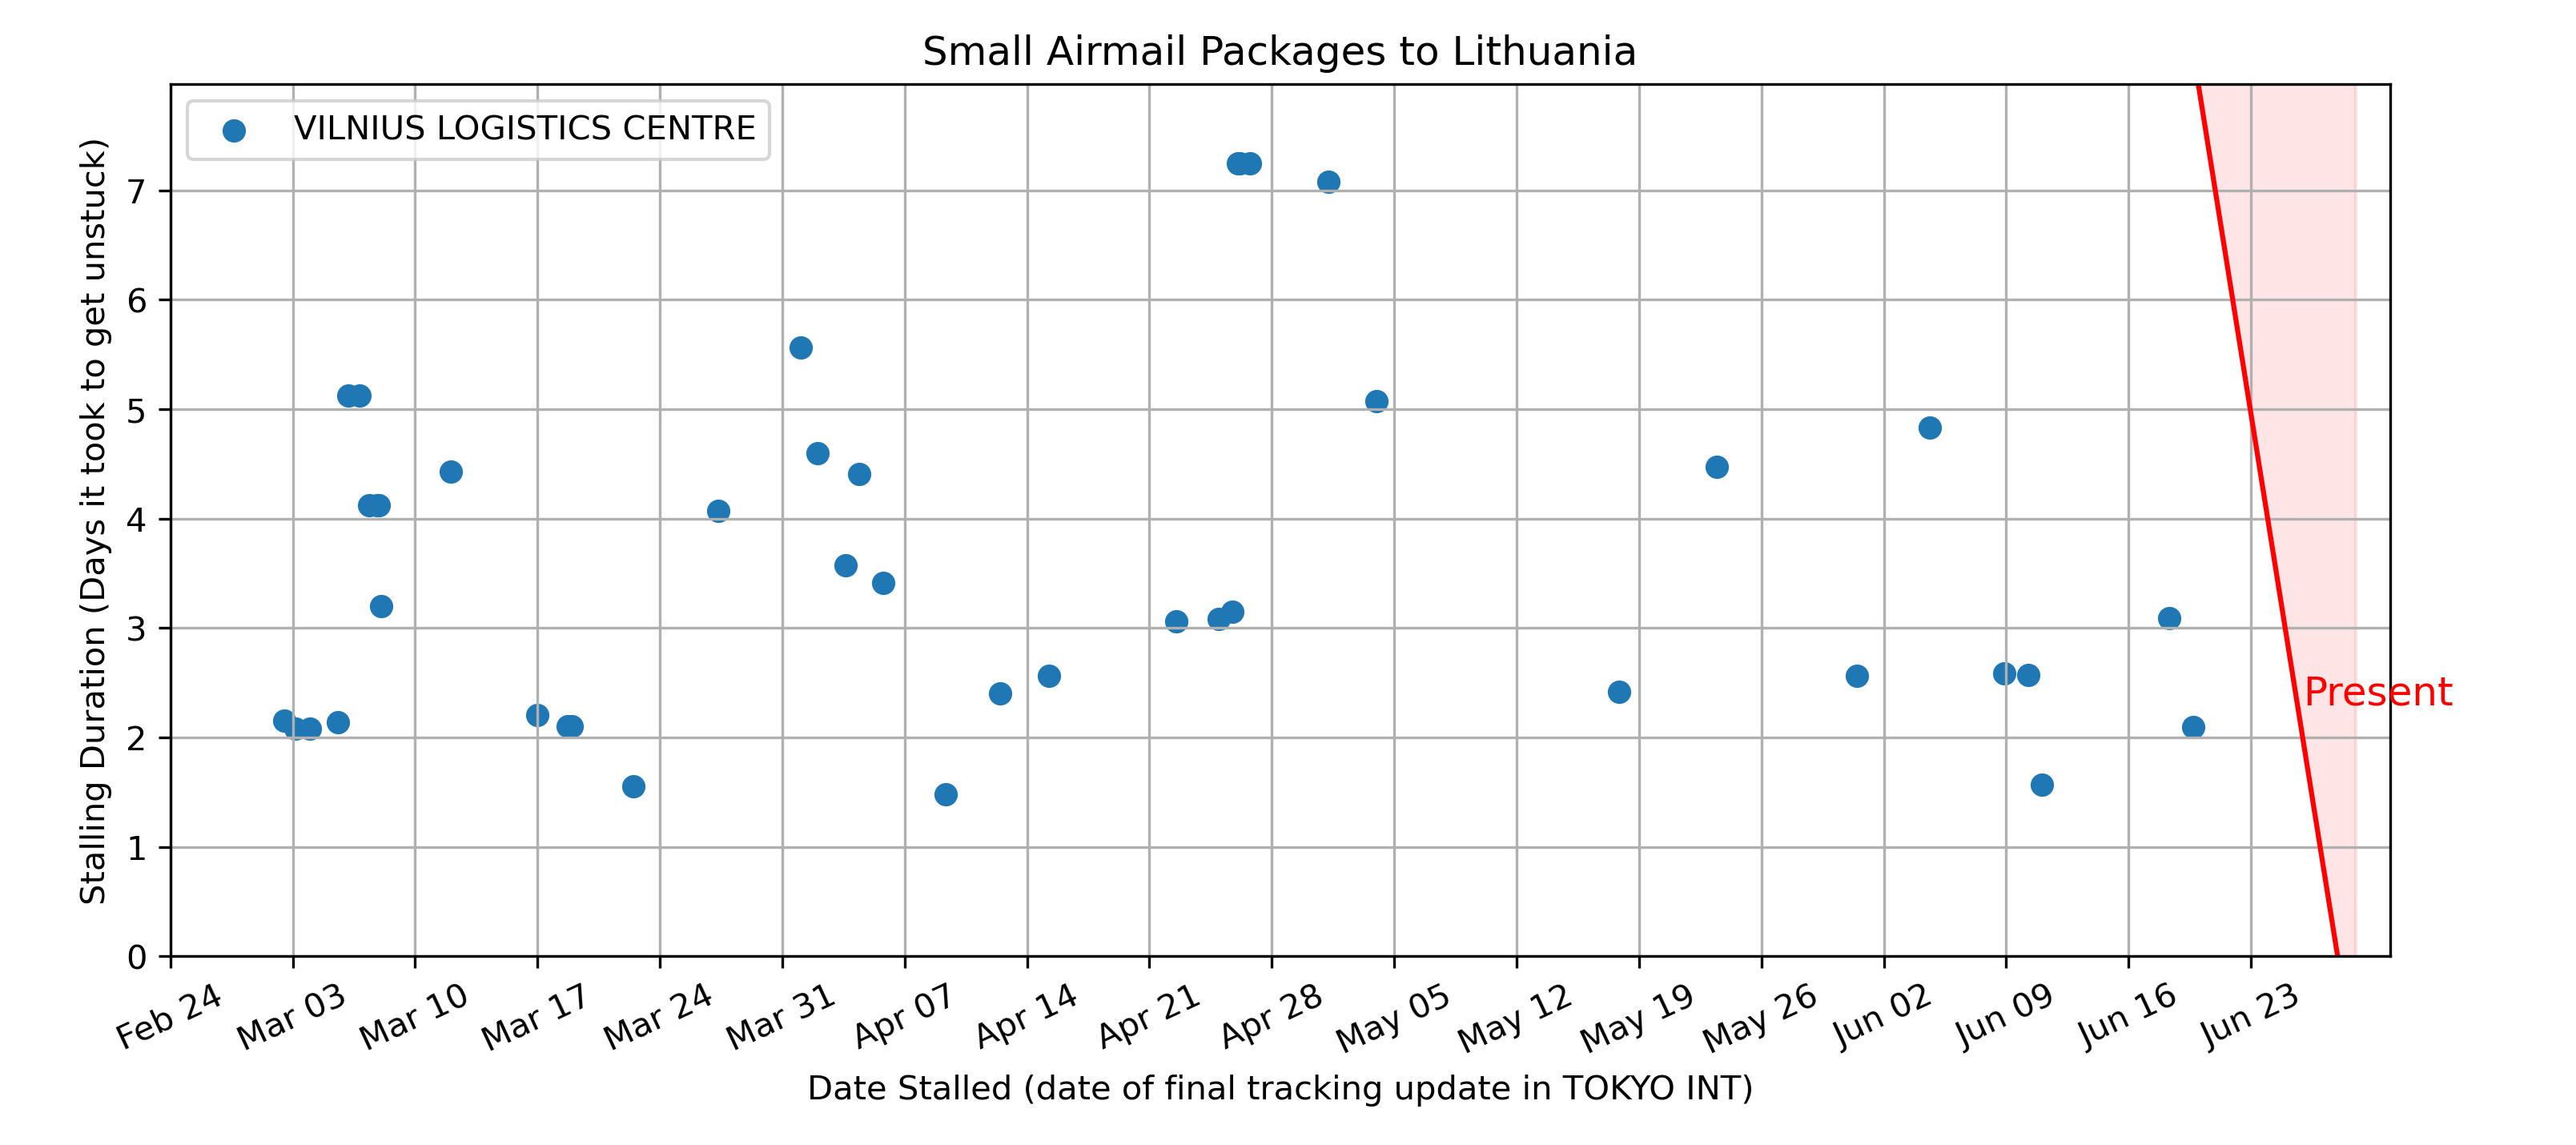 Small Airmail Packages to Lithuania
VILNIUS LOGISTICS CENTRE
Stalling Duration (Days it took to get unstuck)
7
6
5
4
3
2
1
0
Present
Feb 24
Mar 03
Mar 10
Mar 17
Mar 24
Mar 31
Apr 07
Apr 14
Apr 21
Apr 28
May 05
May 12
May 19
May 26
Jun 02
Jun 09
Jun 16
Jun 23
Date Stalled (date of final tracking update in TOKYO INT)